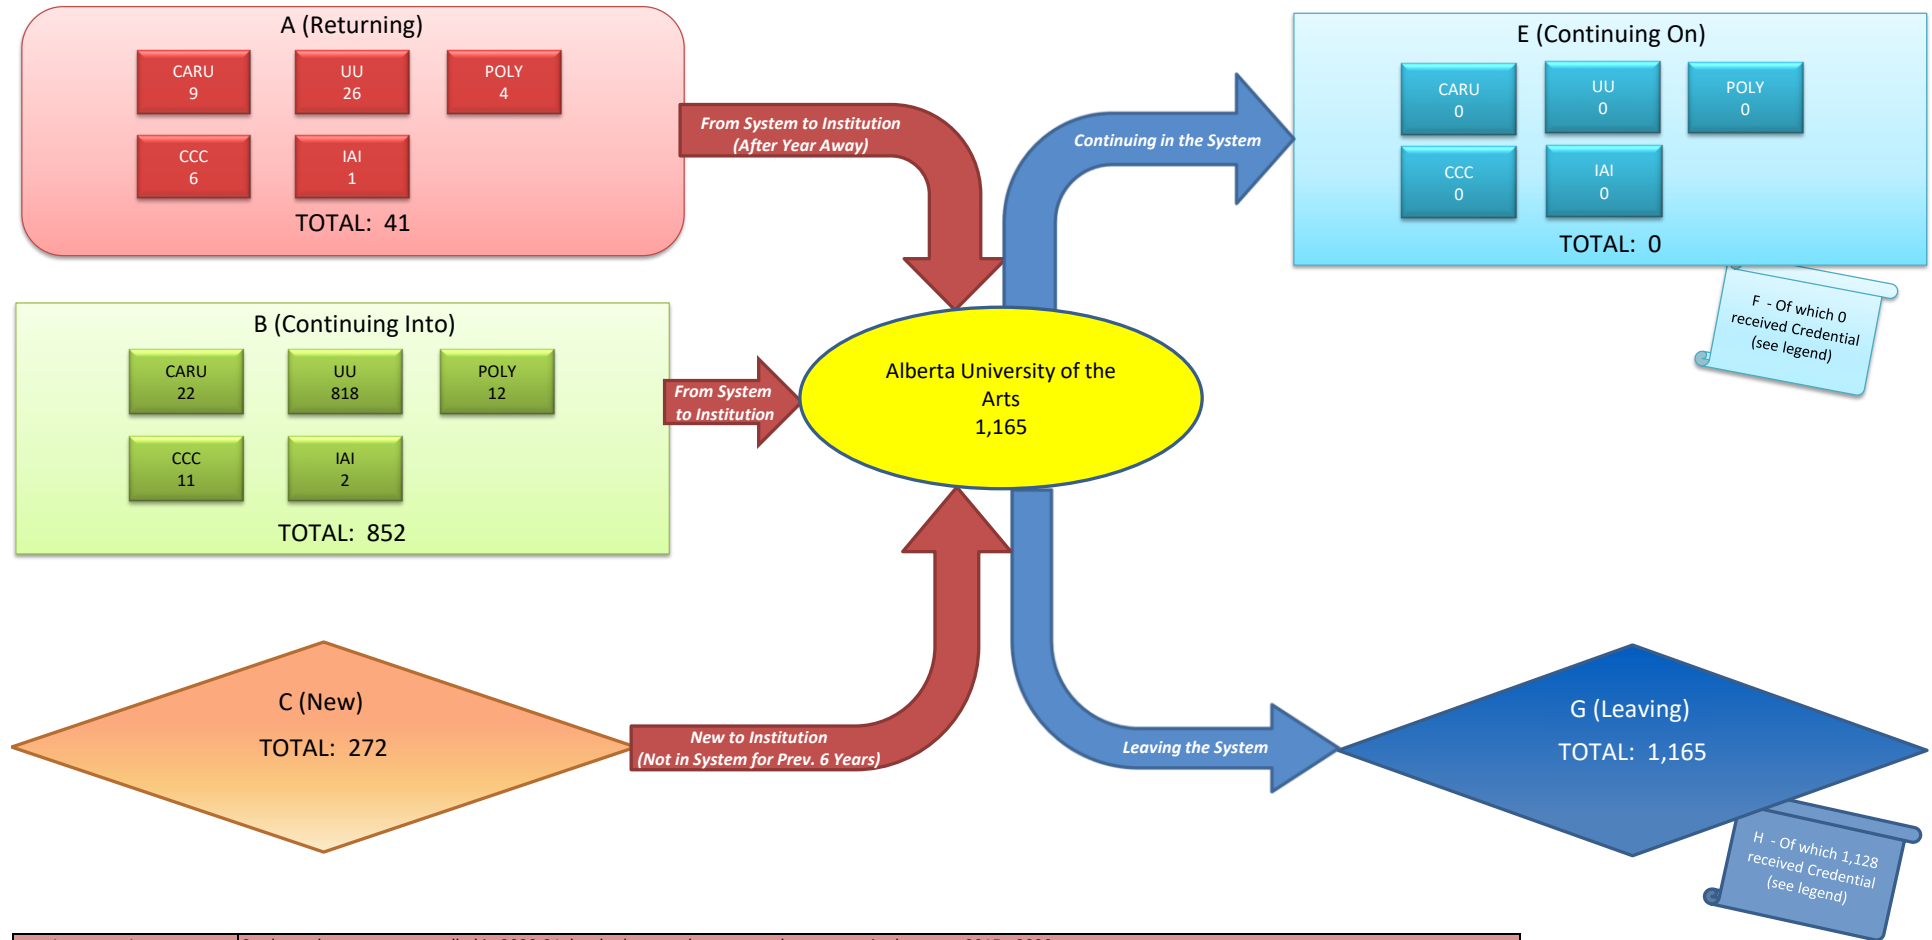 A (Returning)
CARU
9
UU
26
POLY
4
CCC
6
IAI
1
TOTAL: 41
From System to Institution
(After Year Away)
Continuing in the System
E (Continuing On)
CARU
0
UU
0
POLY
0
CCC
0
IAI
0
TOTAL: 0
F - Of which 0
received Credential
(see legend)
B (Continuing Into)
CARU
22
UU
818
POLY
12
CCC
11
IAI
2
TOTAL: 852
From System
to Institution
Alberta University of the
Arts
1,165
C (New)
TOTAL: 272
New to Institution
(Not in System for Prev. 6 Years)
Leaving the System
G (Leaving)
TOTAL: 1,165
H - Of which 1,128
received Credential
(see legend)